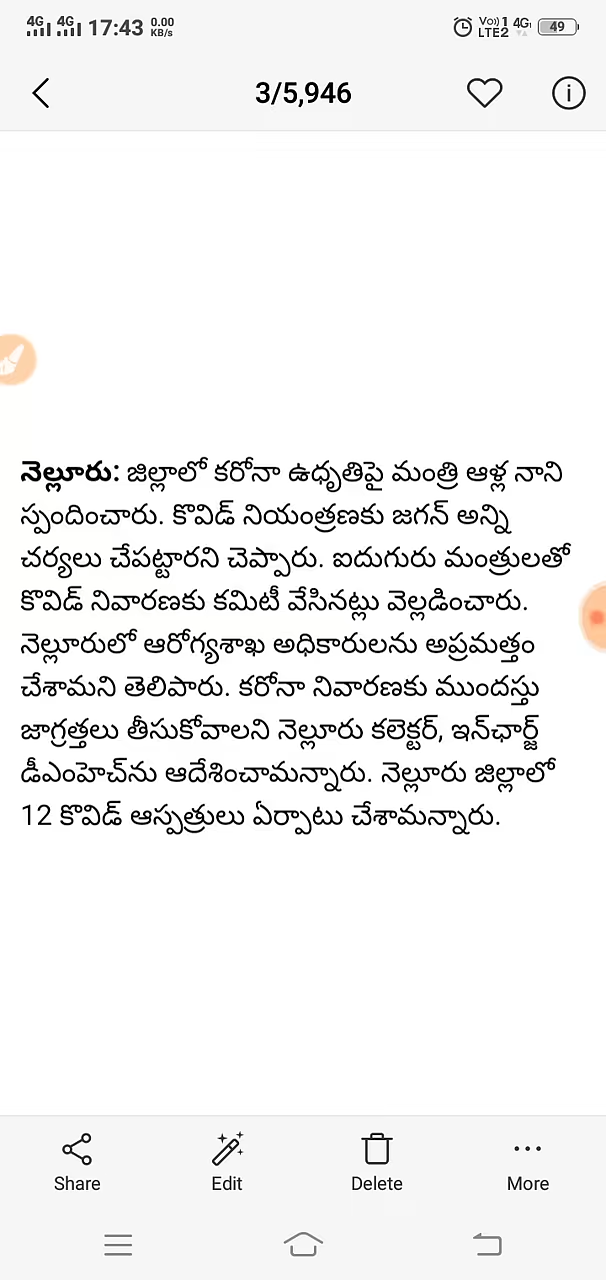 4G 4G 17:43 0.00 KB/s Vo)) 1 4G LTE2 49
3/5,946
నెల్లూరు: జిల్లాలో కరోనా ఉధృతిపై మంత్రి ఆళ్ల నాని
స్పందించారు. కొవిడ్ నియంత్రణకు జగన్ అన్ని
చర్యలు చేపట్టారని చెప్పారు. ఐదుగురు మంత్రులతో
కొవిడ్ నివారణకు కమిటీ వేసినట్లు వెల్లడించారు.
నెల్లూరులో ఆరోగ్యశాఖ అధికారులను అప్రమత్తం
చేశామని తెలిపారు. కరోనా నివారణకు ముందస్తు
జాగ్రత్తలు తీసుకోవాలని నెల్లూరు కలెక్టర్, ఇన్‌ఛార్జ్
డీఎంహెచ్‌ను ఆదేశించామన్నారు. నెల్లూరు జిల్లాలో
12 కొవిడ్ ఆస్పత్రులు ఏర్పాటు చేశామన్నారు.
Share Edit Delete More